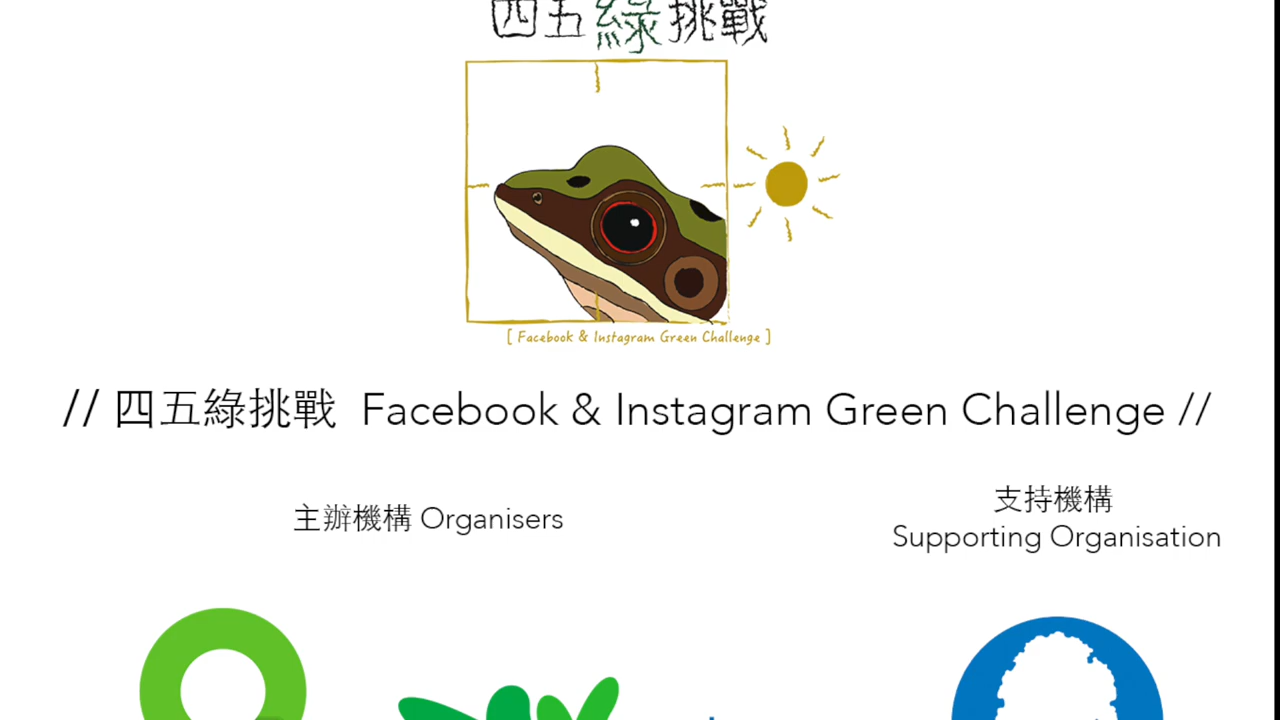 四五綠挑戰
[ Facebook & Instagram Green Challenge ]
// 四五綠挑戰 Facebook & Instagram Green Challenge //
主辦機構 Organisers
支持機構
Supporting Organisation